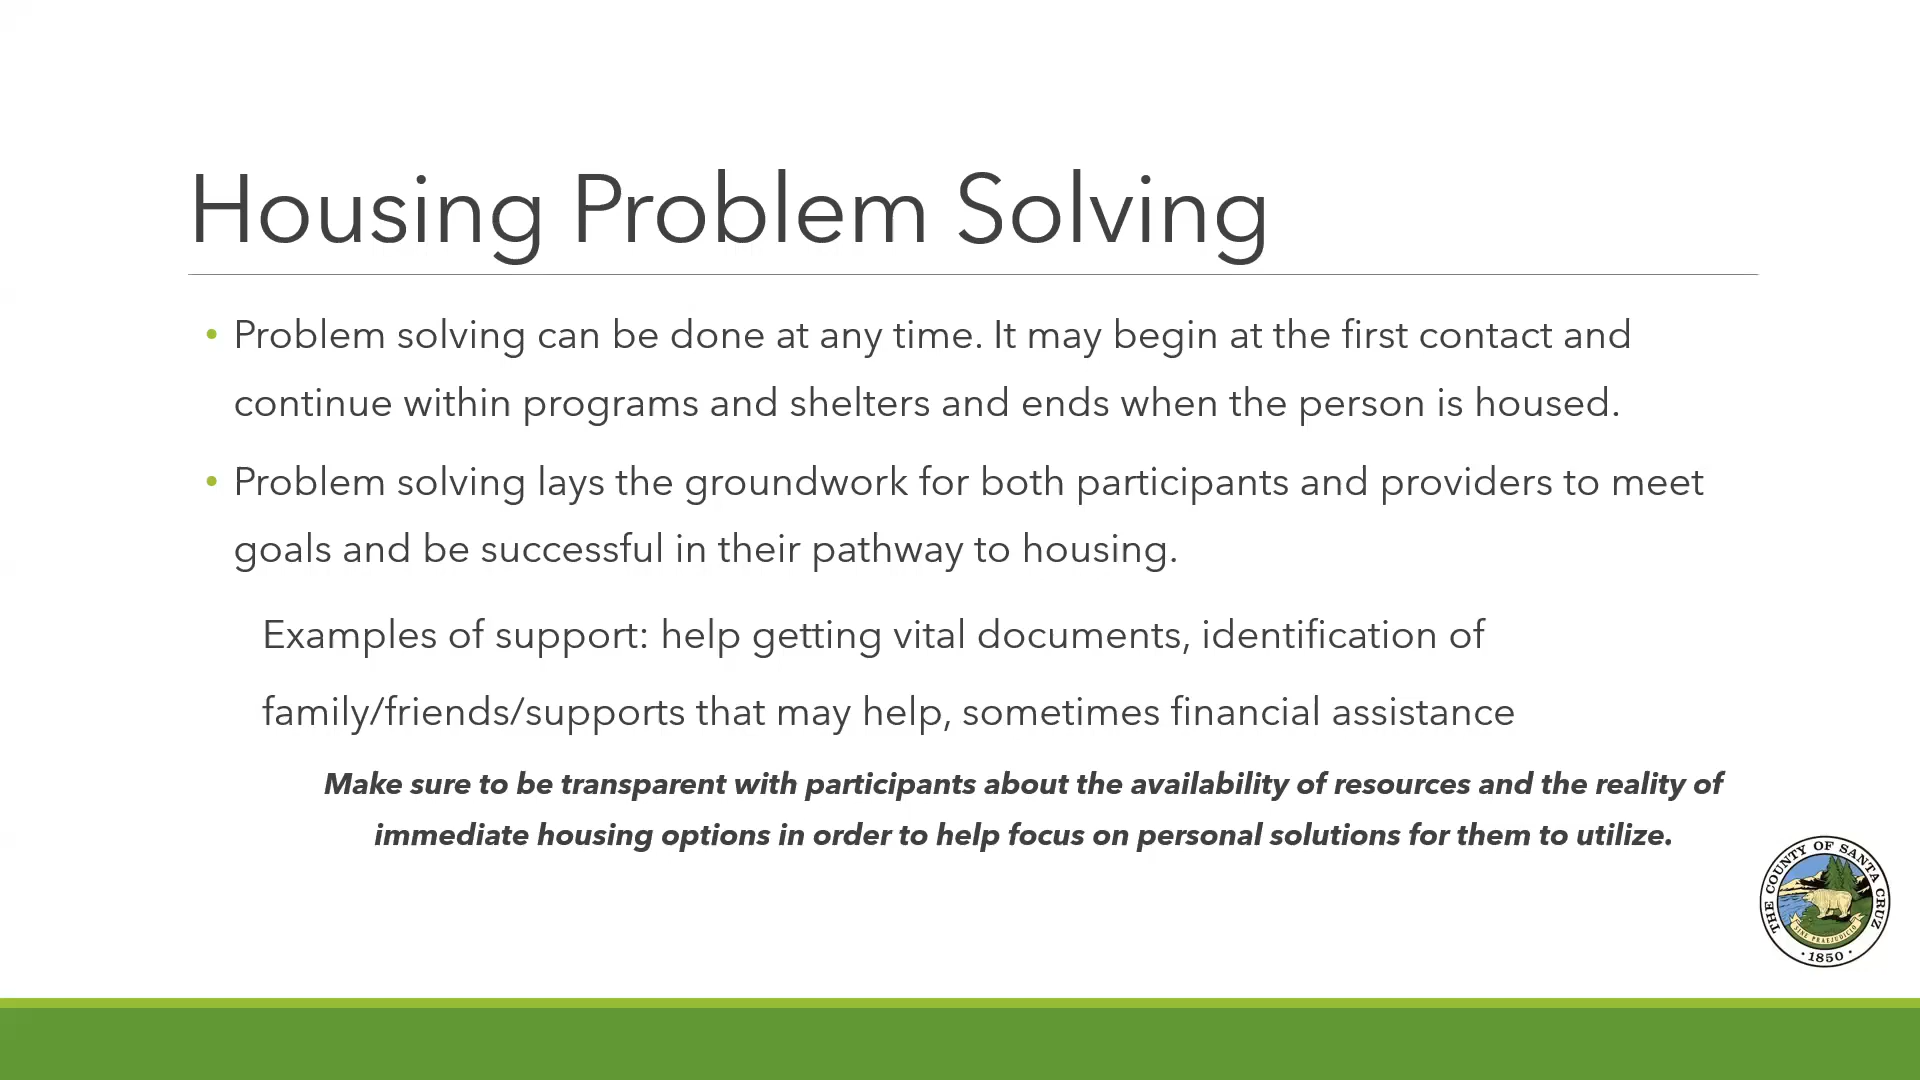 Housing Problem Solving
• Problem solving can be done at any time. It may begin at the first contact and
continue within programs and shelters and ends when the person is housed.
• Problem solving lays the groundwork for both participants and providers to meet
goals and be successful in their pathway to housing.
Examples of support: help getting vital documents, identification of
family/friends/supports that may help, sometimes financial assistance
Make sure to be transparent with participants about the availability of resources and the reality of
immediate housing options in order to help focus on personal solutions for them to utilize.
THE COUNTY OF SANTA CRUZ
SINE PRAEJUDICIO
· 1850 ·